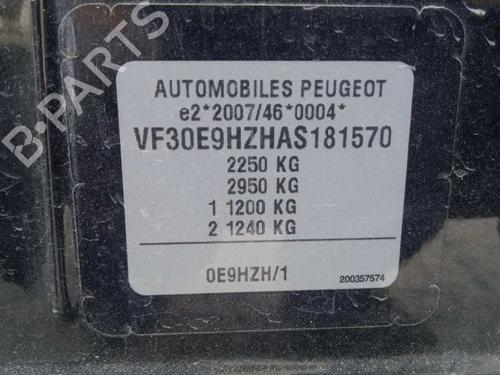 B-PARTS
AUTOMOBILES PEUGEOT
e2*2007/46*0004*
VF30E9HZHAS181570
2250 KG
2950 KG
1 1200 KG
2 1240 KG
0E9HZH/1
200357574